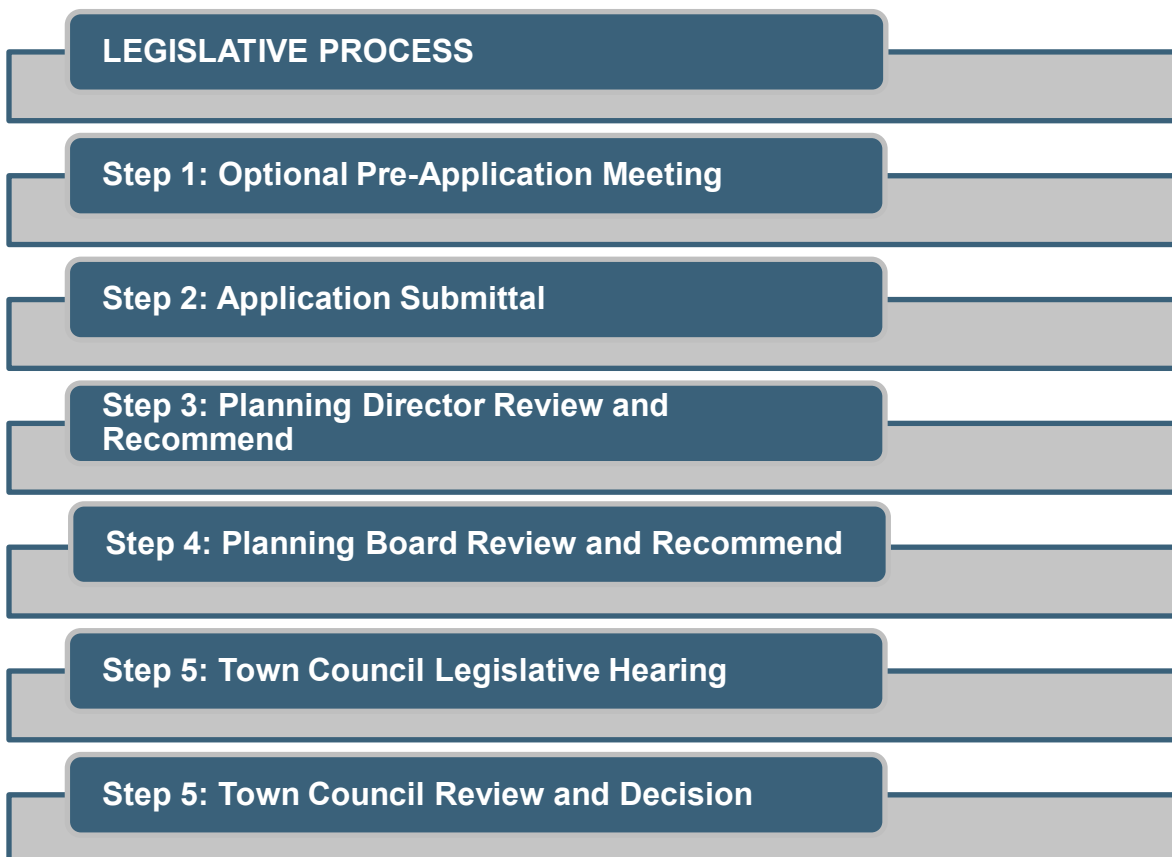 LEGISLATIVE PROCESS
Step 1: Optional Pre-Application Meeting
Step 2: Application Submittal
Step 3: Planning Director Review and
Recommend
Step 4: Planning Board Review and Recommend
Step 5: Town Council Legislative Hearing
Step 5: Town Council Review and Decision